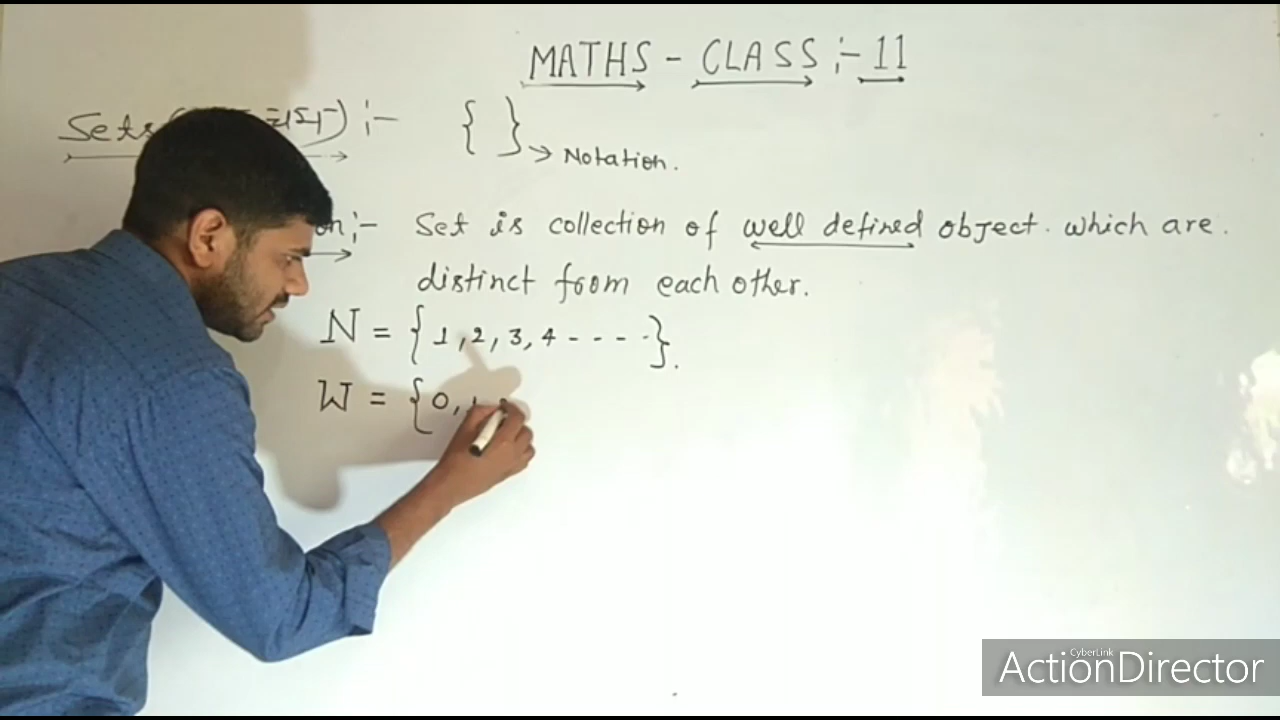 MATHS - CLASS :- 11
Sets :- { } → Notation.
:- Set is collection of well defined object. which are.
distinct from each other.
N = {1, 2, 3, 4 - - - -}.
W = {0,
CyberLink
ActionDirector